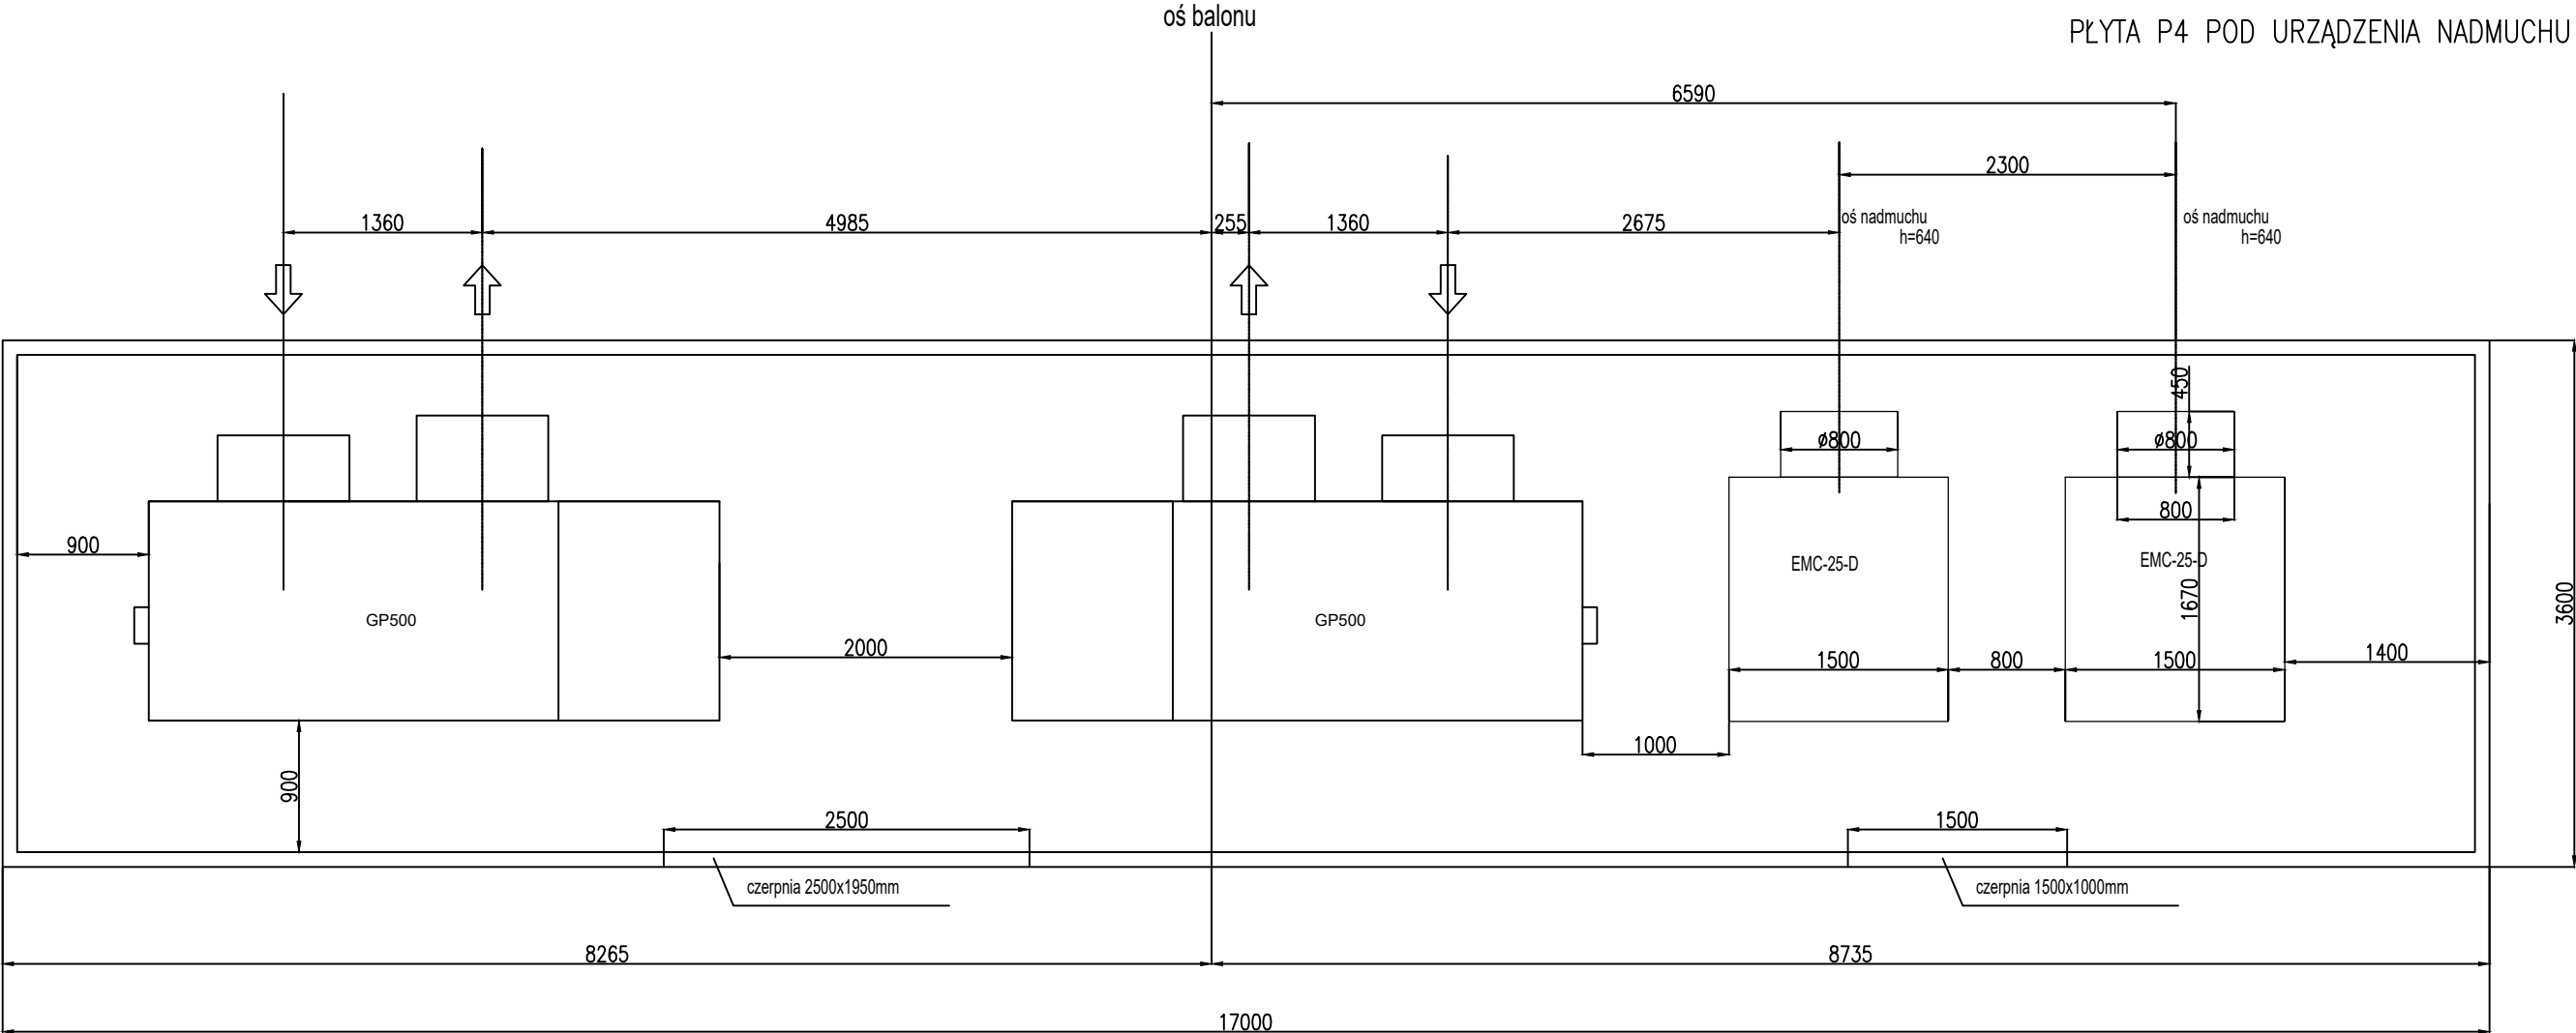 oś balonu
PŁYTA P4 POD URZĄDZENIA NADMUCHU
6590
2300
1360
4985
255
1360
2675
oś nadmuchu
h=640
oś nadmuchu
h=640
450
ø800
ø800
800
900
EMC-25-D
EMC-25-D
1670
3600
GP500
GP500
2000
1500
800
1500
1400
1000
900
2500
1500
czerpnia 2500x1950mm
czerpnia 1500x1000mm
8265
8735
17000